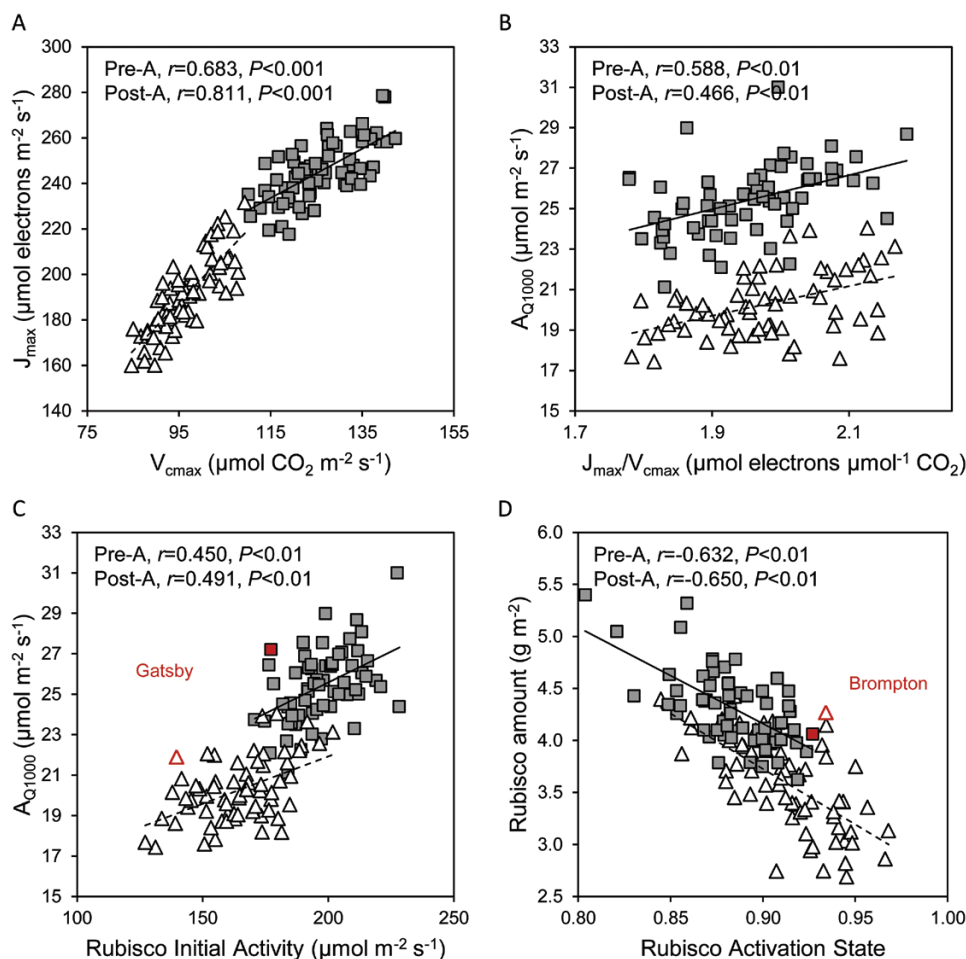 A
Pre-A, r=0.683, P<0.001
Post-A, r=0.811, P<0.001
300
280
260
240
220
200
180
160
140
75 95 115 135 155
Jmax (µmol electrons m-2 s-1)
Vcmax (µmol CO2 m-2 s-1)
B
Pre-A, r=0.588, P<0.01
Post-A, r=0.466, P<0.01
33
31
29
27
25
23
21
19
17
15
1.7 1.9 2.1
AQ1000 (µmol m-2 s-1)
Jmax/Vcmax (µmol electrons µmol-1 CO2)
C
Pre-A, r=0.450, P<0.01
Post-A, r=0.491, P<0.01
Gatsby
33
31
29
27
25
23
21
19
17
15
100 150 200 250
AQ1000 (µmol m-2 s-1)
Rubisco Initial Activity (µmol m-2 s-1)
D
Pre-A, r=-0.632, P<0.01
Post-A, r=-0.650, P<0.01
Brompton
6.0
5.5
5.0
4.5
4.0
3.5
3.0
2.5
0.80 0.85 0.90 0.95 1.00
Rubisco amount (g m-2)
Rubisco Activation State